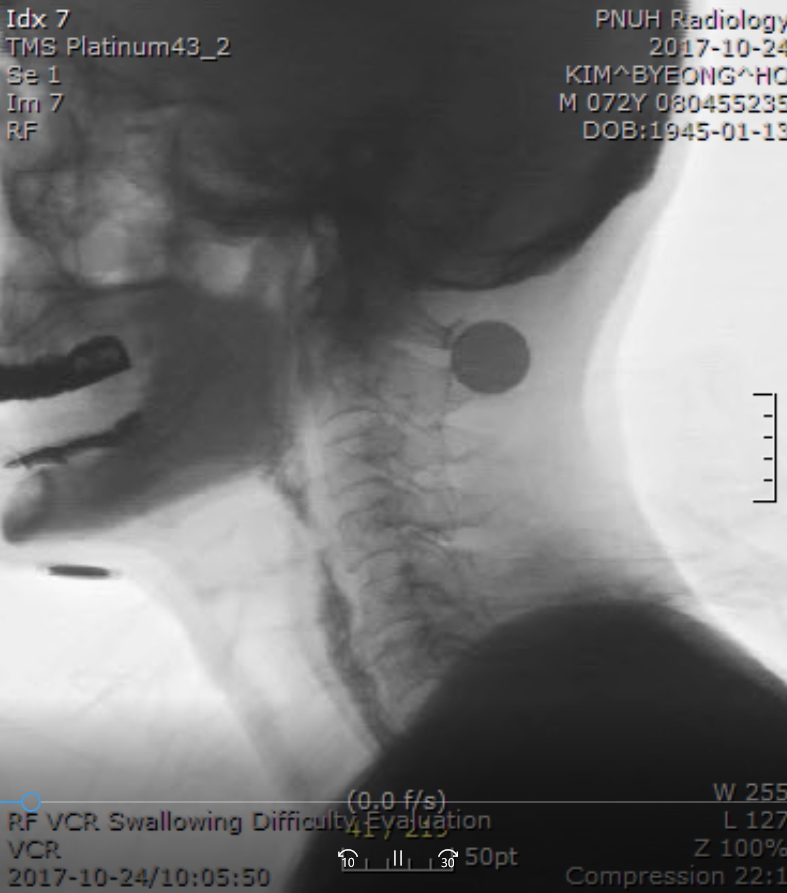 Idx 7
TMS Platinum43_2
Se 1
Im 7
RF
PNUH Radiology
2017-10-24
KIM^BYEONG^HO
M 072Y 080455235
DOB:1945-01-13
(0.0 f/s)
41 / 213
RF VCR Swallowing Difficulty Evaluation
VCR
2017-10-24/10:05:50
10
30
50pt
W 255
L 127
Z 100%
Compression 22:1